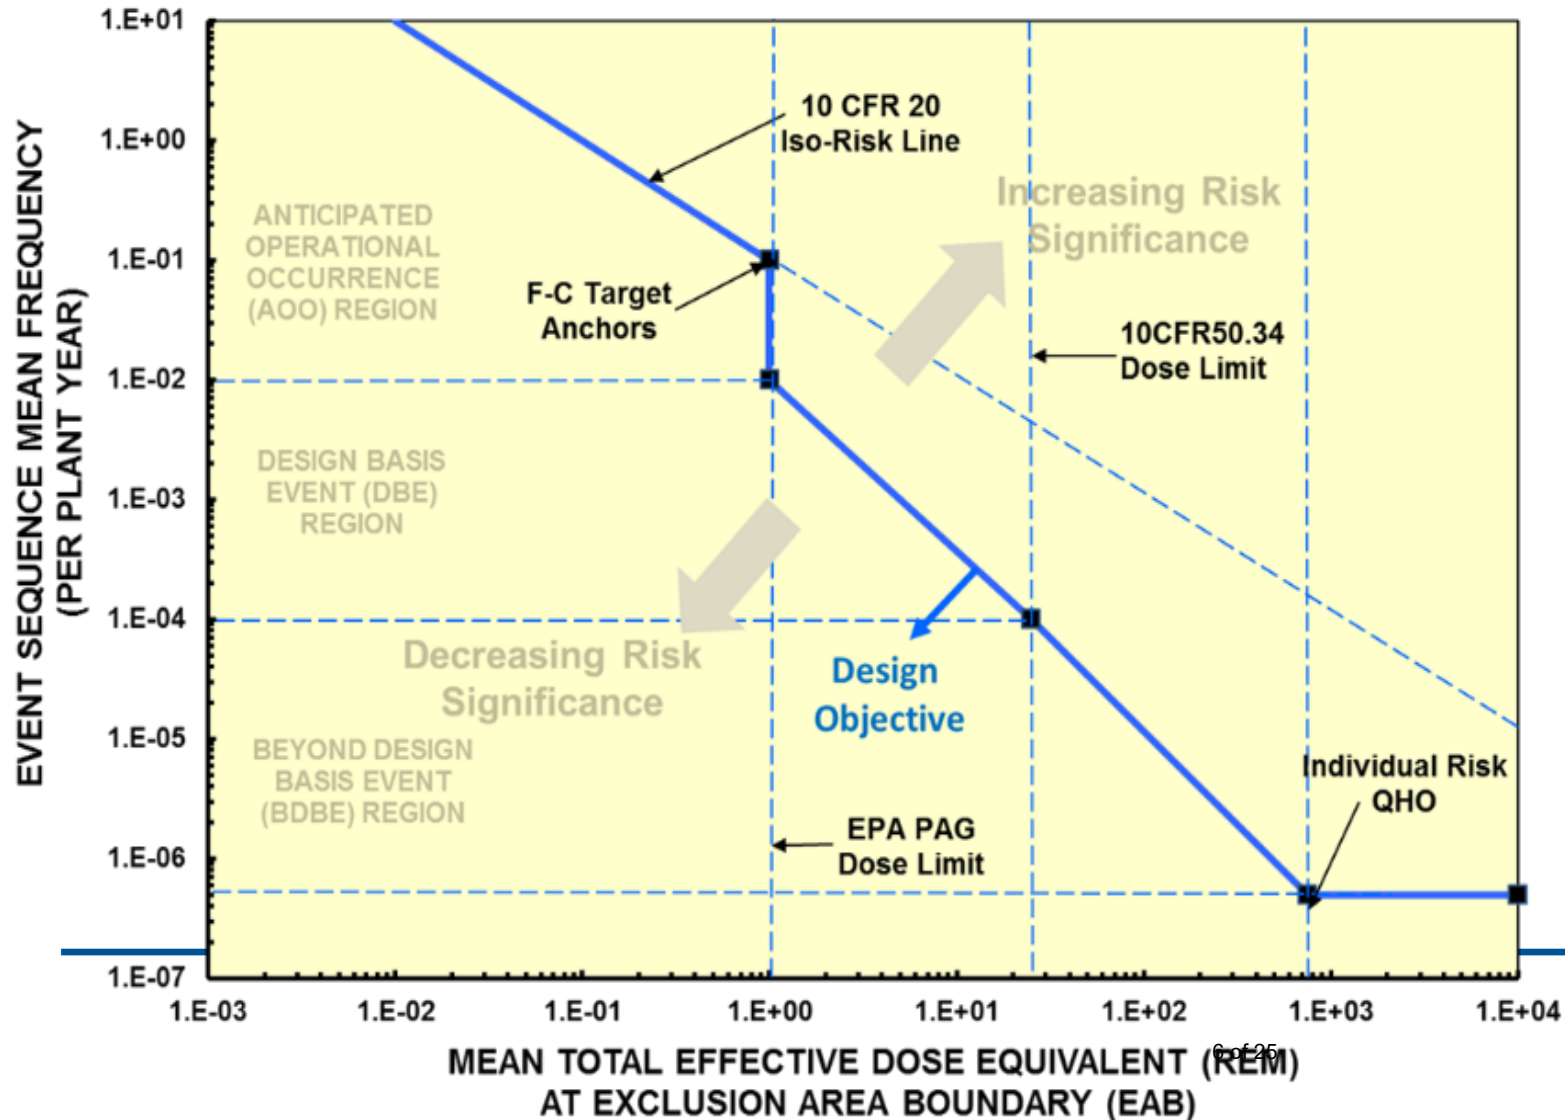 EVENT SEQUENCE MEAN FREQUENCY
(PER PLANT YEAR)
1.E+01
1.E+00
1.E-01
1.E-02
1.E-03
1.E-04
1.E-05
1.E-06
1.E-07
10 CFR 20
Iso-Risk Line
Increasing Risk
Significance
ANTICIPATED
OPERATIONAL
OCCURRENCE
(AOO) REGION
F-C Target
Anchors
10CFR50.34
Dose Limit
DESIGN BASIS
EVENT (DBE)
REGION
Decreasing Risk
Significance
Design
Objective
BEYOND DESIGN
BASIS EVENT
(BDBE) REGION
Individual Risk
QHO
EPA PAG
Dose Limit
1.E-03
1.E-02
1.E-01
1.E+00
1.E+01
1.E+02
1.E+03
1.E+04
MEAN TOTAL EFFECTIVE DOSE EQUIVALENT (REM)
AT EXCLUSION AREA BOUNDARY (EAB)
6 of 25